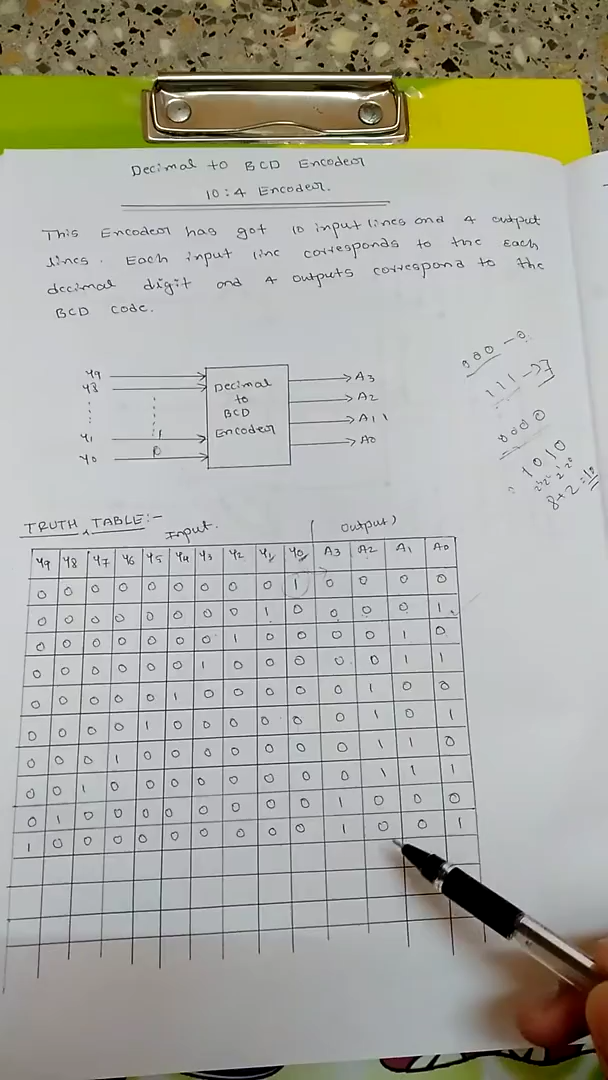 Decimal to BCD Encoder
10:4 Encoder.
This Encoder has got 10 input lines and 4 output
lines. Each input line corresponds to the each
decimal digit and 4 outputs correspond to the
BCD code.
000 - 0
111 -> 7
0000
1010
2³ 2² 2¹ 2⁰
8+2=10
Y9
Y8
Y1 1
Y0 0
Decimal
to
BCD
Encoder
A3
A2
A1
A0
TRUTH TABLE:-
Input. (Output)
Y9 Y8 Y7 Y6 Y5 Y4 Y3 Y2 Y1 Y0 A3 A2 A1 A0
0 0 0 0 0 0 0 0 0 1 0 0 0 0
0 0 0 0 0 0 0 0 1 0 0 0 0 1
0 0 0 0 0 0 0 1 0 0 0 0 1 0
0 0 0 0 0 0 1 0 0 0 0 0 1 1
0 0 0 0 0 1 0 0 0 0 0 1 0 0
0 0 0 0 1 0 0 0 0 0 0 1 0 1
0 0 0 1 0 0 0 0 0 0 0 1 1 0
0 0 1 0 0 0 0 0 0 0 0 1 1 1
0 1 0 0 0 0 0 0 0 0 1 0 0 0
1 0 0 0 0 0 0 0 0 0 1 0 0 1